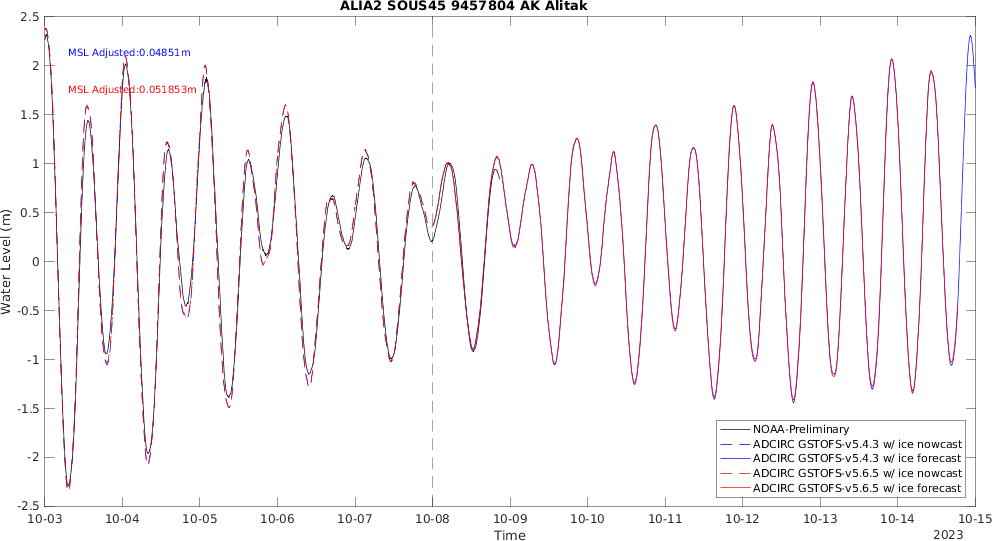 ALIA2 SOUS45 9457804 AK Alitak
MSL Adjusted:0.04851m
MSL Adjusted:0.051853m
2.5
2
1.5
1
0.5
0
-0.5
-1
-1.5
-2
-2.5
Water Level (m)
NOAA-Preliminary
ADCIRC GSTOFS-v5.4.3 w/ ice nowcast
ADCIRC GSTOFS-v5.4.3 w/ ice forecast
ADCIRC GSTOFS-v5.6.5 w/ ice nowcast
ADCIRC GSTOFS-v5.6.5 w/ ice forecast
10-03 10-04 10-05 10-06 10-07 10-08 10-09 10-10 10-11 10-12 10-13 10-14 10-15
Time
2023